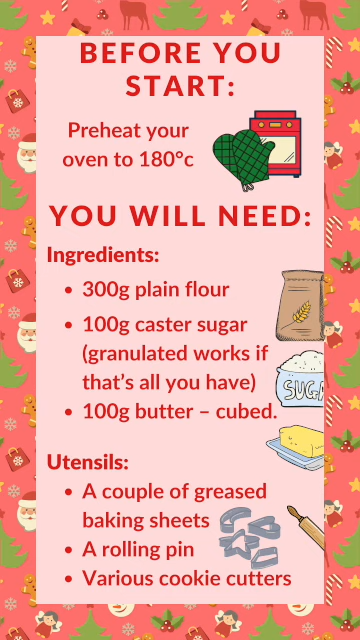 BEFORE YOU
START:
Preheat your
oven to 180°c
YOU WILL NEED:
Ingredients:
• 300g plain flour
• 100g caster sugar
(granulated works if
that's all you have)
• 100g butter – cubed.
SUG
Utensils:
• A couple of greased
baking sheets
• A rolling pin
• Various cookie cutters